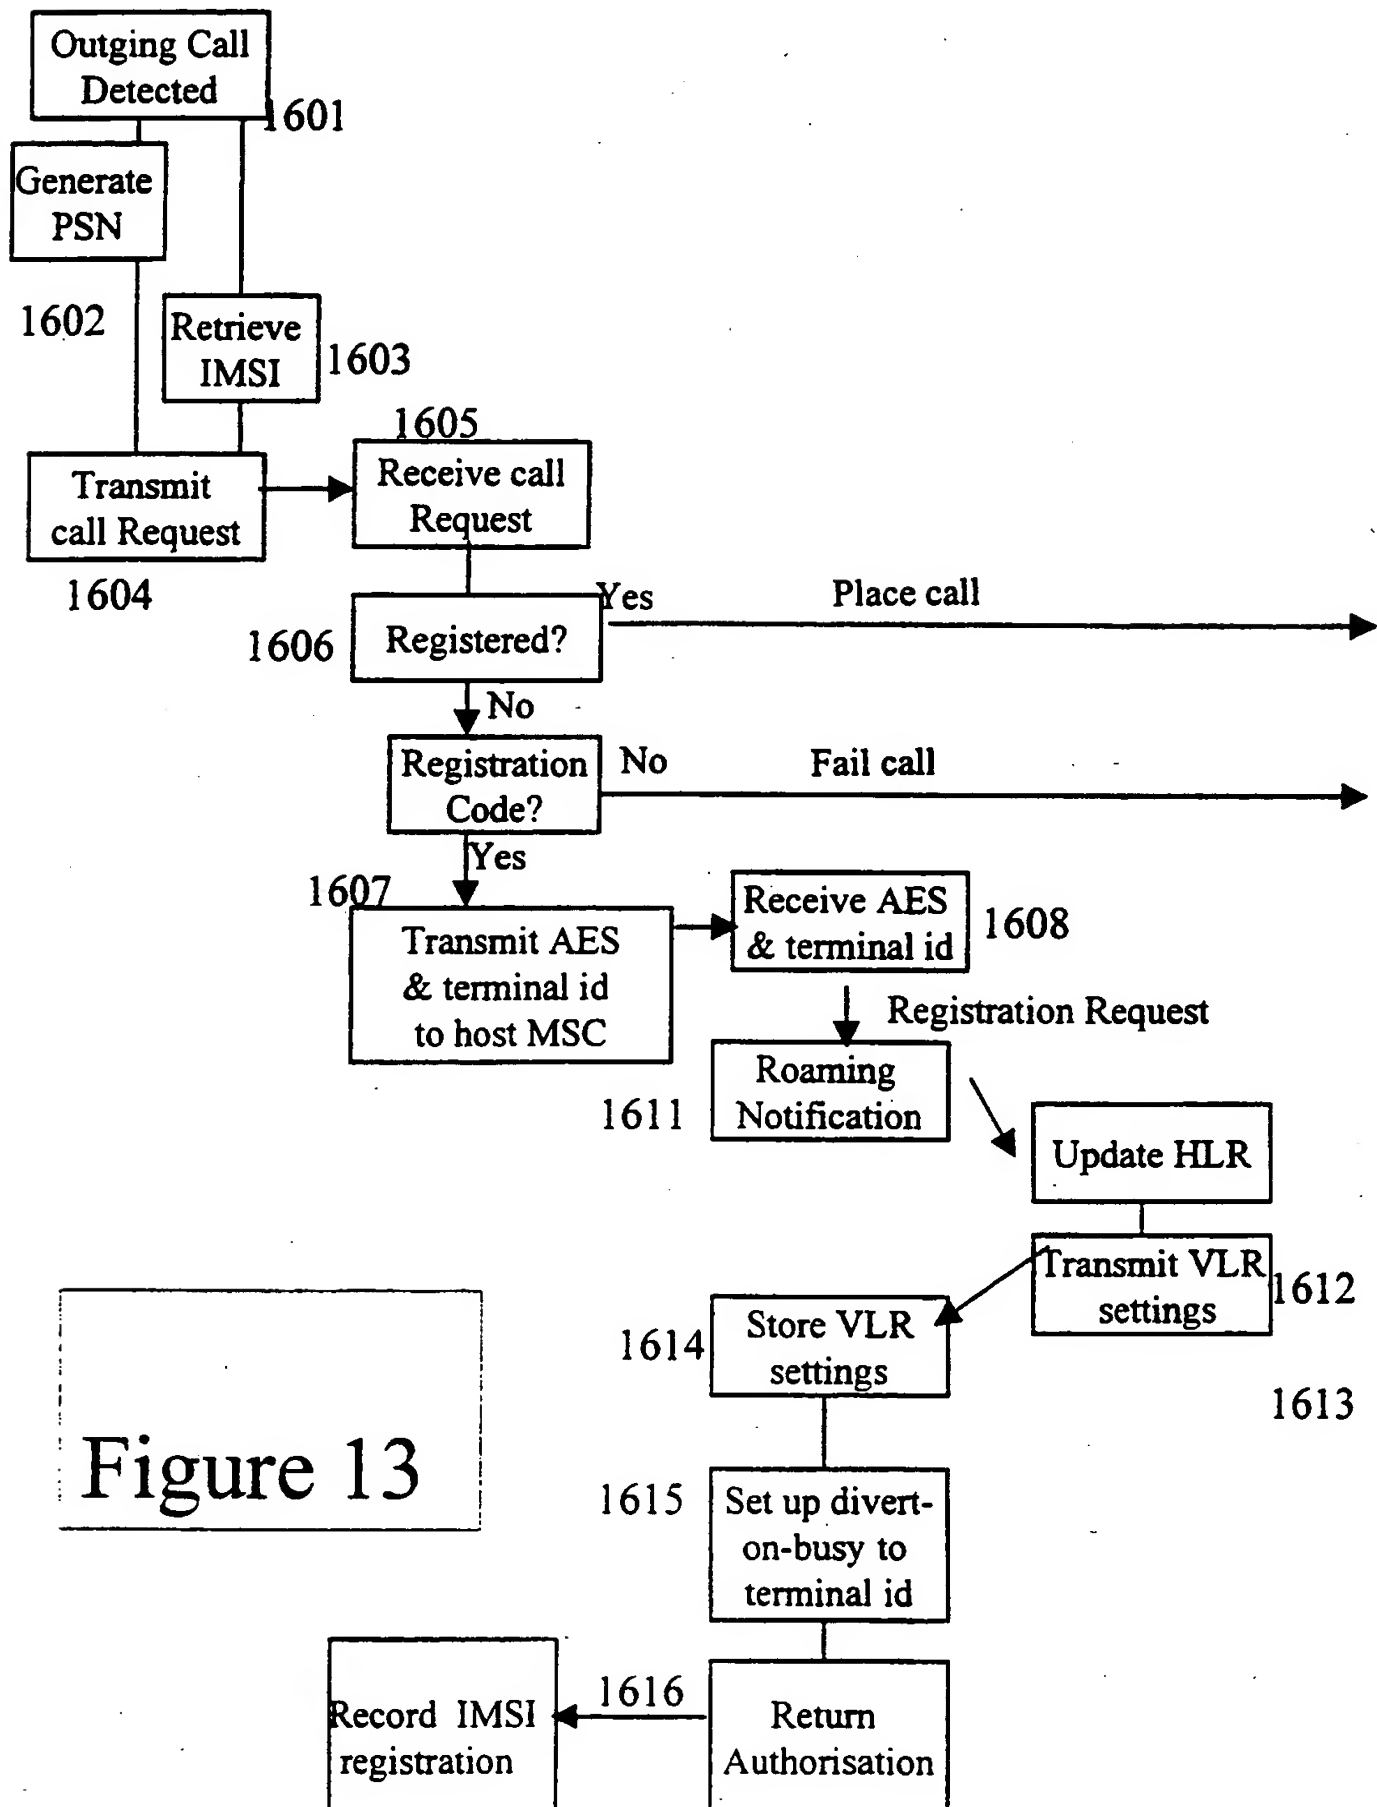 Outging Call
Detected
1601
Generate
PSN
1602
Retrieve
IMSI
1603
1605
Transmit
call Request
1604
Receive call
Request
Yes
Place call
1606
Registered?
No
Registration
Code?
No
Fail call
Yes
1607
Transmit AES
& terminal id
to host MSC
Receive AES
& terminal id
1608
Registration Request
Roaming
Notification
1611
Update HLR
Transmit VLR
settings
1612
1613
Store VLR
settings
1614
Figure 13
1615
Set up divert-
on-busy to
terminal id
1616
Record IMSI
registration
Return
Authorisation